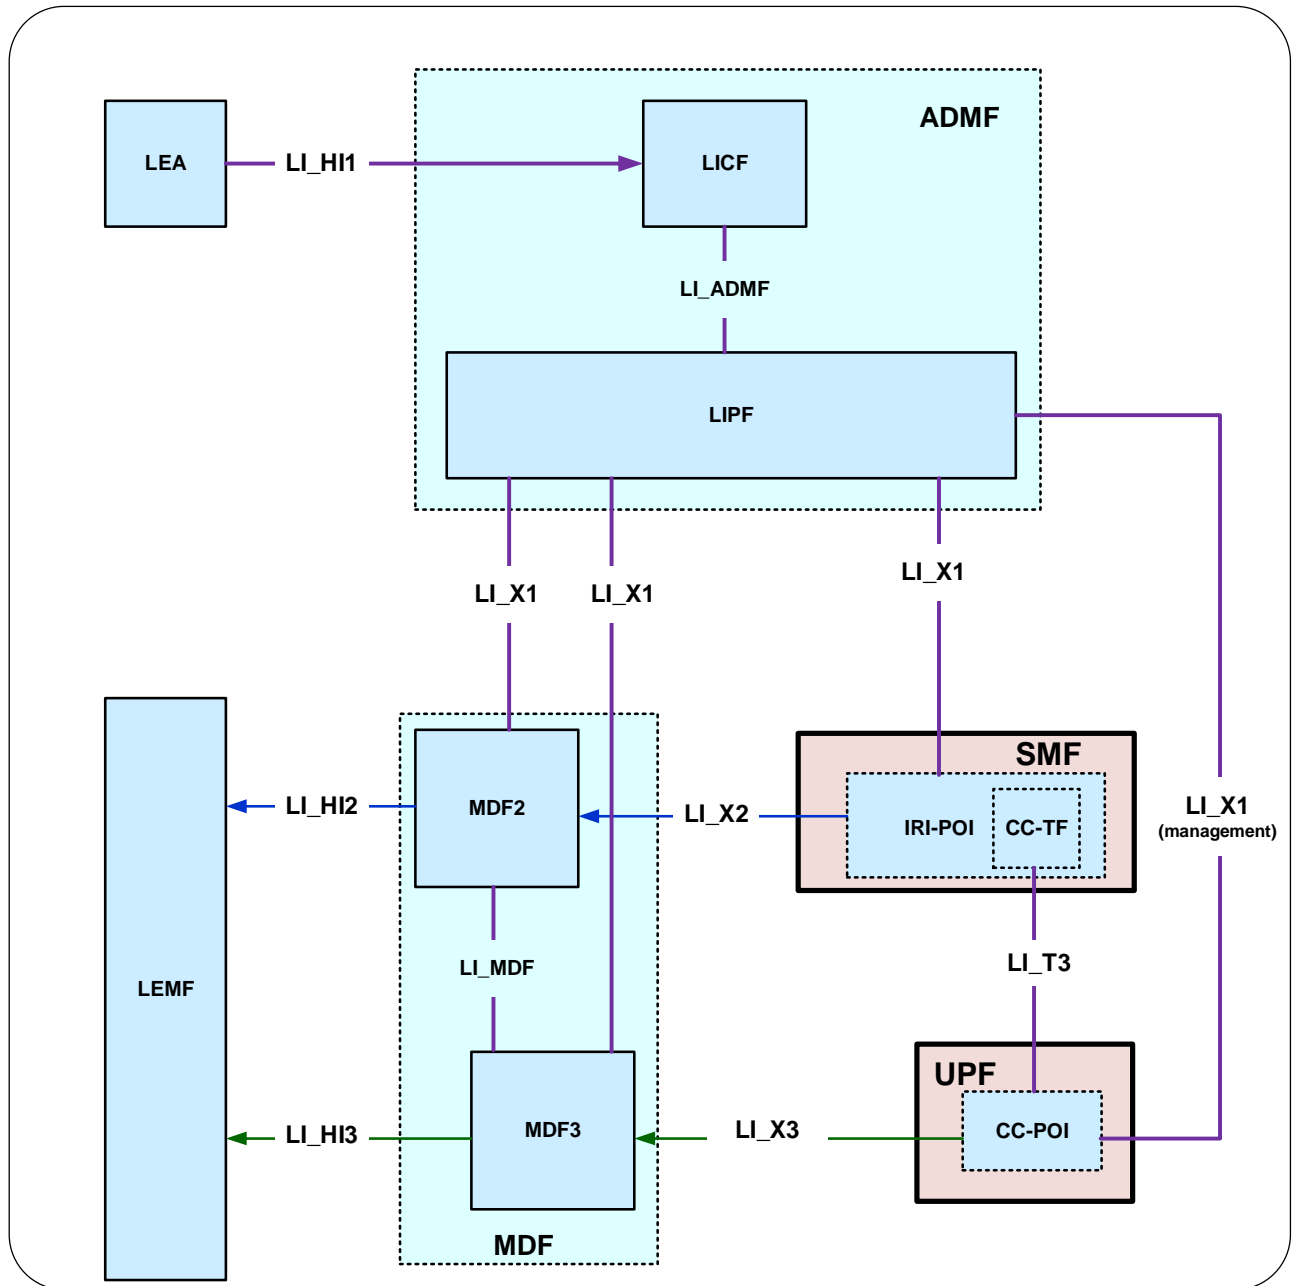 ADMF
LEA
LI_HI1
LICF
LI_ADMF
LIPF
LI_X1
LI_X1
LI_X1
SMF
LI_HI2
MDF2
LI_X2
IRI-POI
CC-TF
LI_X1
(management)
LEMF
LI_MDF
LI_T3
UPF
LI_HI3
MDF3
LI_X3
CC-POI
MDF